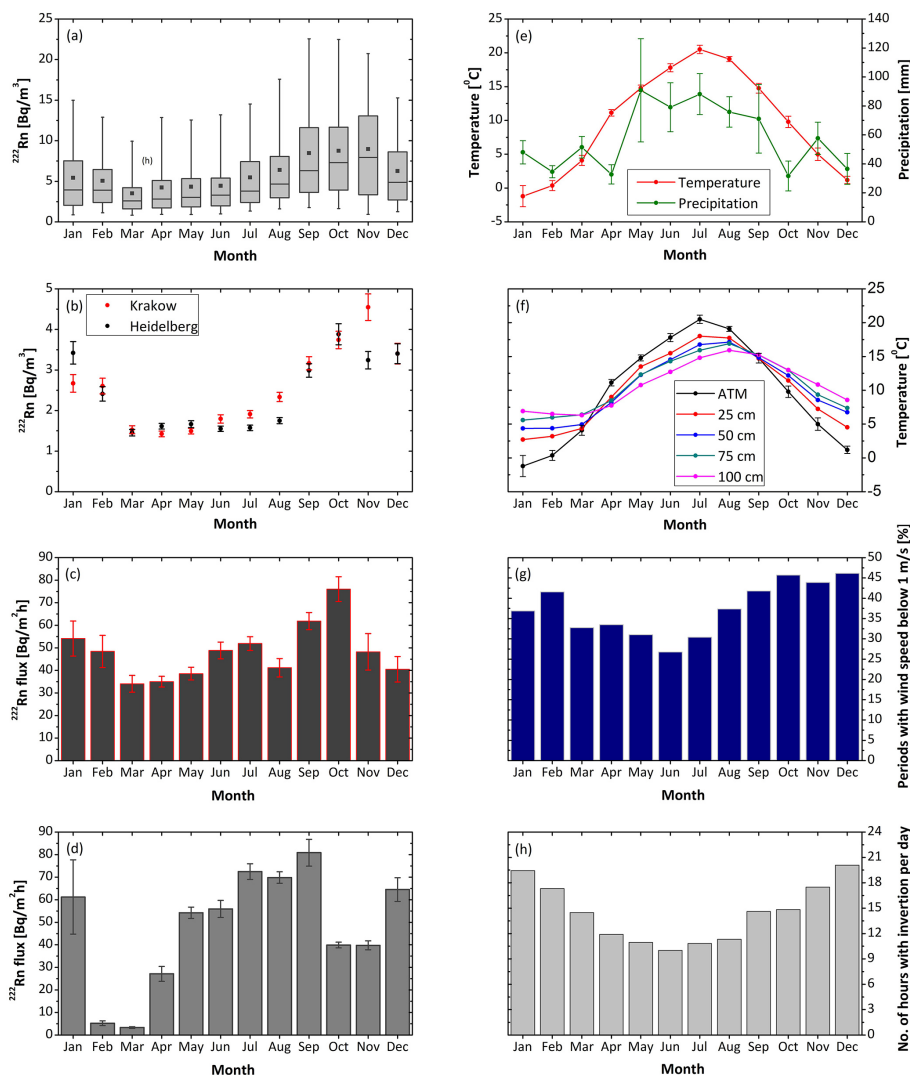 (a)
²²²Rn [Bq/m³]
25
20
15
10
5
0
(h)
Jan Feb Mar Apr May Jun Jul Aug Sep Oct Nov Dec
Month
(e)
Temperature [⁰C]
25
20
15
10
5
0
-5
Temperature
Precipitation
Precipitation [mm]
140
120
100
80
60
40
20
0
Jan Feb Mar Apr May Jun Jul Aug Sep Oct Nov Dec
Month
(b)
²²²Rn [Bq/m³]
5
4
3
2
1
0
Krakow
Heidelberg
Jan Feb Mar Apr May Jun Jul Aug Sep Oct Nov Dec
Month
(f)
ATM
25 cm
50 cm
75 cm
100 cm
Temperature [⁰C]
25
20
15
10
5
0
-5
Jan Feb Mar Apr May Jun Jul Aug Sep Oct Nov Dec
Month
(c)
²²²Rn flux [Bq/m²h]
90
80
70
60
50
40
30
20
10
0
Jan Feb Mar Apr May Jun Jul Aug Sep Oct Nov Dec
Month
(g)
Periods with wind speed below 1 m/s [%]
50
45
40
35
30
25
20
15
10
5
0
Jan Feb Mar Apr May Jun Jul Aug Sep Oct Nov Dec
Month
(d)
²²²Rn flux [Bq/m²h]
90
80
70
60
50
40
30
20
10
0
Jan Feb Mar Apr May Jun Jul Aug Sep Oct Nov Dec
Month
(h)
No. of hours with invertion per day
24
21
18
15
12
9
6
3
0
Jan Feb Mar Apr May Jun Jul Aug Sep Oct Nov Dec
Month